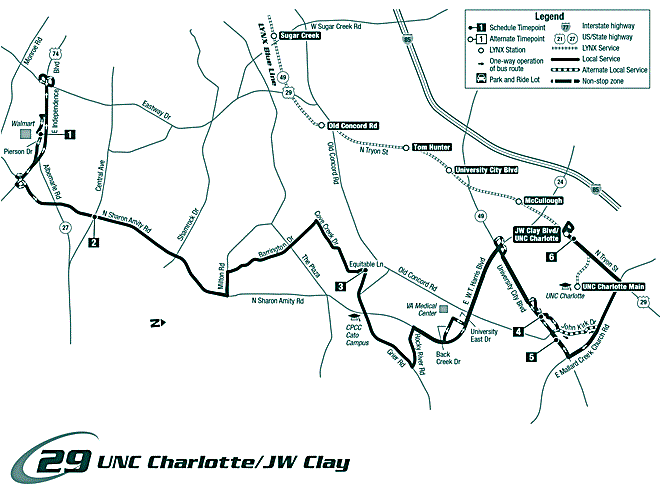 Legend
1 Schedule Timepoint
1 Alternate Timepoint
LYNX Station
One-way operation
of bus route
Park and Ride Lot
77 Interstate highway
21 27 US/State highway
LYNX Service
Local Service
Alternate Local Service
Non-stop zone
W Sugar Creek Rd
Sugar Creek
LYNX Blue Line
85
Monroe Rd
74
Blvd
E Independence
49
29
Eastway Dr
Walmart
1
Pierson Dr
Albemarle Rd
Central Ave
27
2
N Sharon Amity Rd
Shamrock Dr
Old Concord Rd
Old Concord Rd
N Tryon St
Tom Hunter
University City Blvd
24
85
McCullough
49
JW Clay Blvd/
UNC Charlotte
6
N Tryon St
Milton Rd
Barrington Dr
Dove Creek Dr
The Plaza
Equitable Ln
3
N Sharon Amity Rd
Old Concord Rd
E W.T. Harris Blvd
University City Blvd
UNC Charlotte
UNC Charlotte Main
29
VA Medical
Center
CPCC
Cato
Campus
Grier Rd
Rocky River Rd
Back
Creek Dr
University
East Dr
4
John Kirk Dr
5
E Mallard Creek Church Rd
N
29 UNC Charlotte/JW Clay